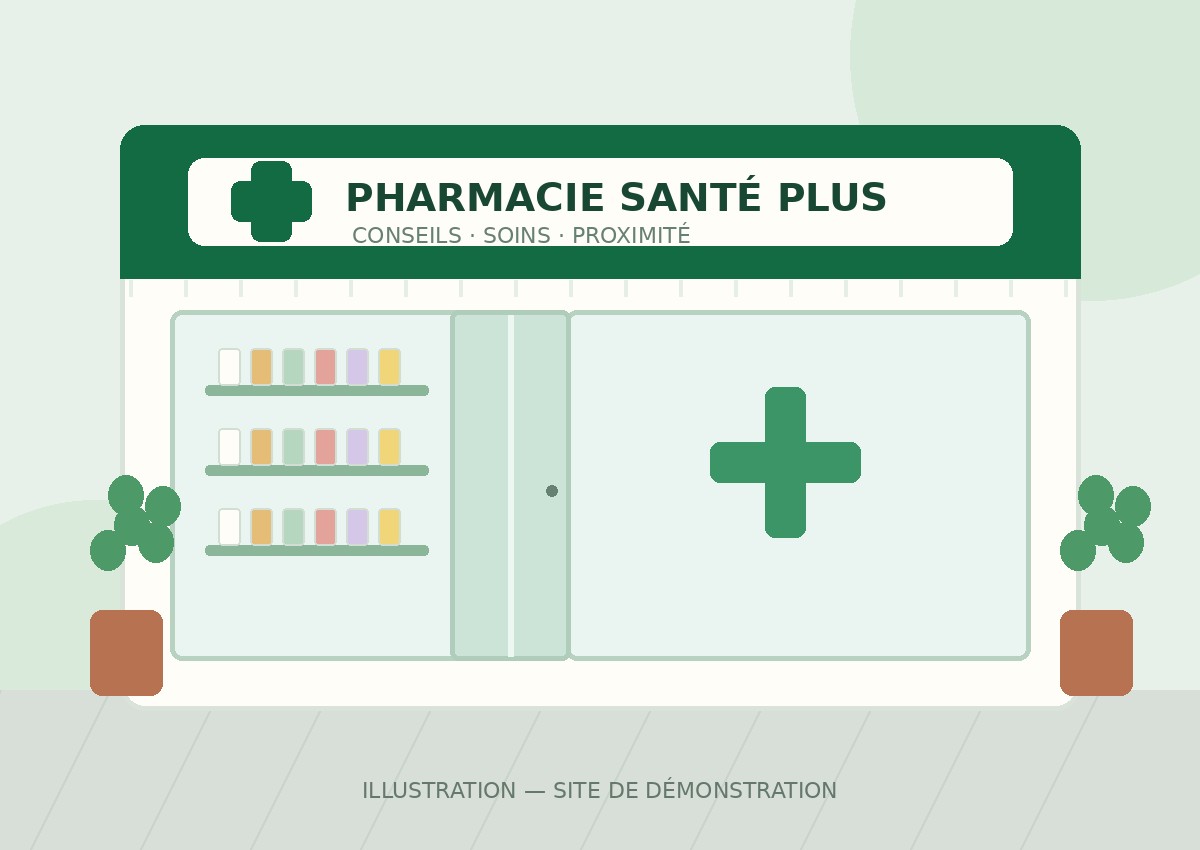 PHARMACIE SANTÉ PLUS
CONSEILS · SOINS · PROXIMITÉ
ILLUSTRATION — SITE DE DÉMONSTRATION